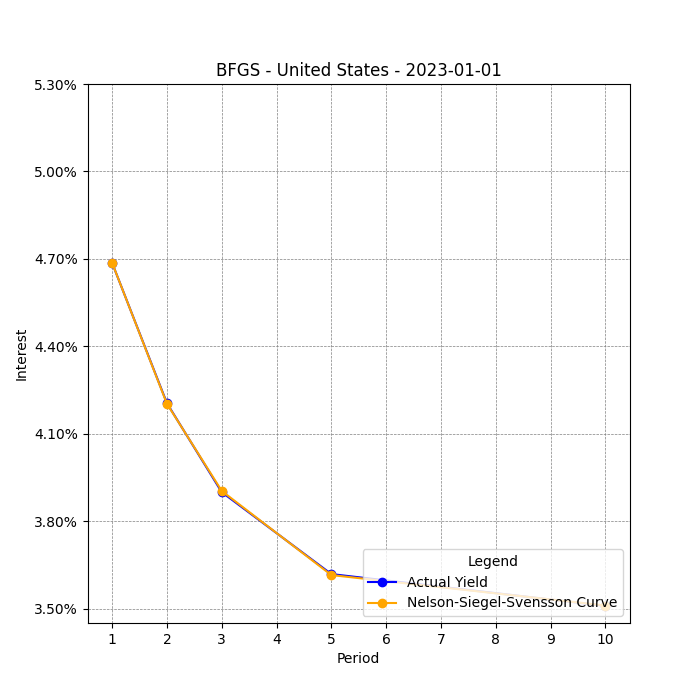 BFGS - United States - 2023-01-01
5.30%
5.00%
4.70%
4.40%
4.10%
3.80%
3.50%
Interest
1 2 3 4 5 6 7 8 9 10
Period
Legend
Actual Yield
Nelson-Siegel-Svensson Curve